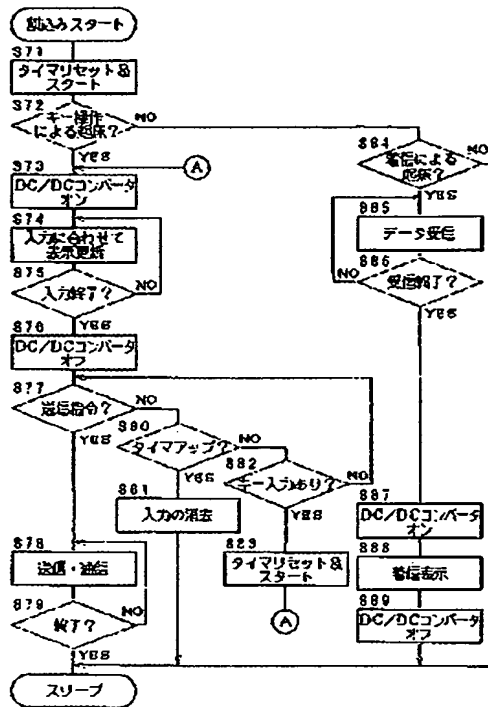 割込みスタート
S71
タイマリセット&
スタート
S72
キー操作
による起床?
NO
YES
A
S73
DC/DCコンバータ
オン
S74
入力に合わせて
表示更新
S75
入力終了?
NO
YES
S76
DC/DCコンバータ
オフ
S77
送信指令?
NO
YES
S80
タイマアップ?
NO
YES
S81
入力の消去
S82
キー入力あり?
NO
YES
S83
タイマリセット&
スタート
A
S78
送信・通信
S79
終了?
NO
YES
スリープ
S84
着信による
起床?
NO
YES
S85
データ受信
S86
受信終了?
NO
YES
S87
DC/DCコンバータ
オン
S88
着信表示
S89
DC/DCコンバータ
オフ